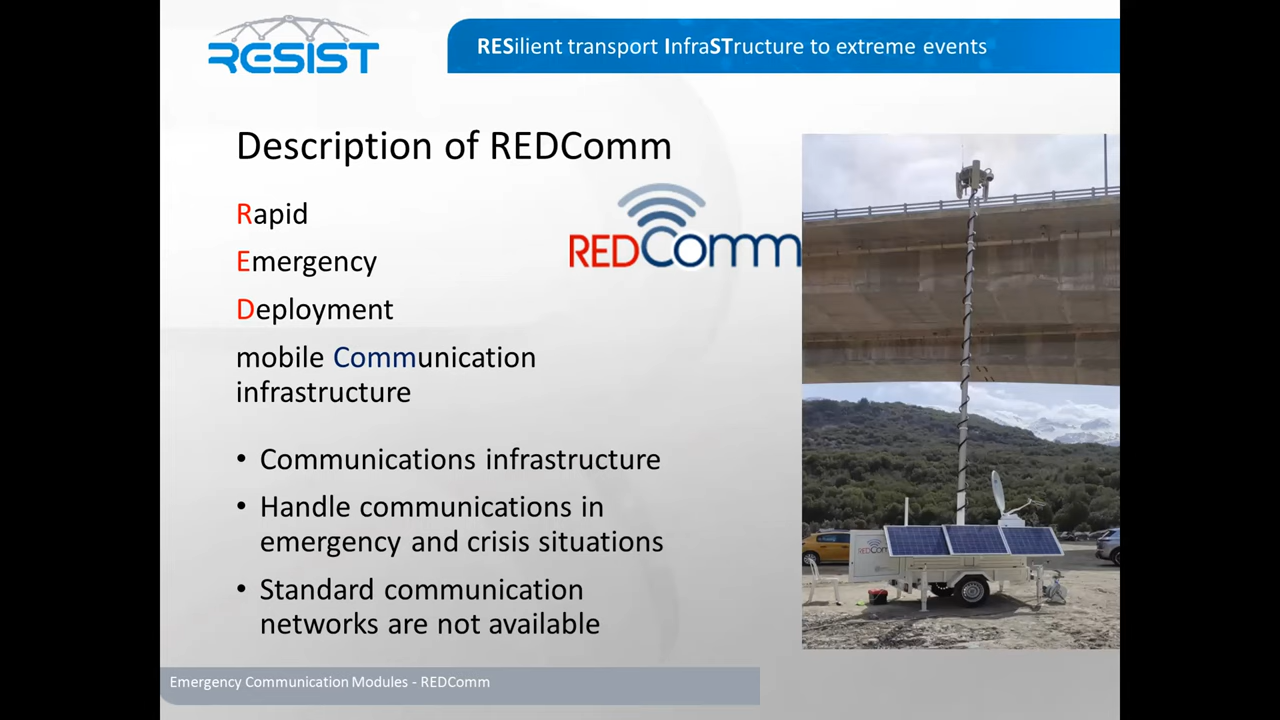 RESIST
RESilient transport InfraSTructure to extreme events
Description of REDComm
Rapid
Emergency
Deployment
mobile Communication
infrastructure
REDComm
• Communications infrastructure
• Handle communications in
emergency and crisis situations
• Standard communication
networks are not available
REDCo
Emergency Communication Modules - REDComm